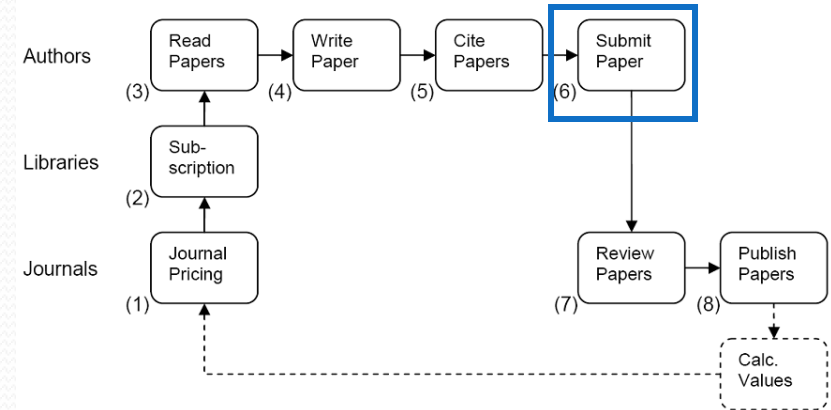 Authors
Read
Papers
(3)
Write
Paper
(4)
Cite
Papers
(5)
Submit
Paper
(6)
Libraries
Sub-
scription
(2)
Journals
Journal
Pricing
(1)
Review
Papers
(7)
Publish
Papers
(8)
Calc.
Values